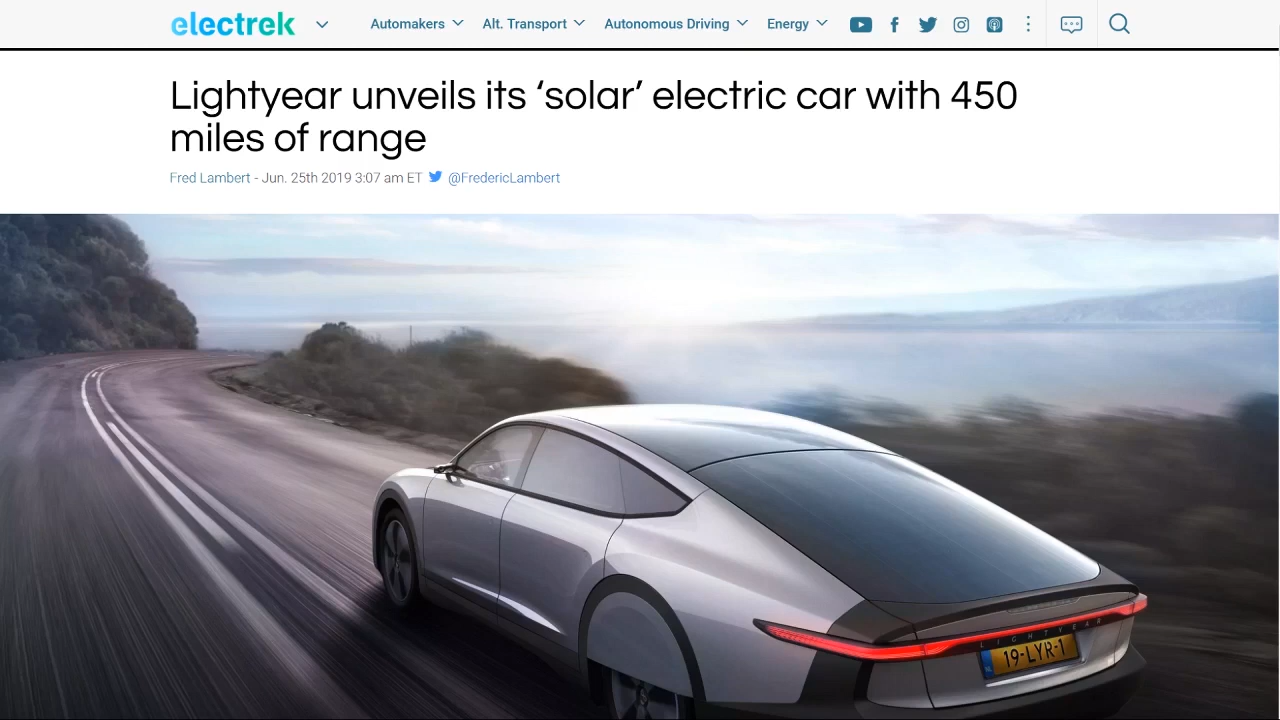 electrek Automakers Alt. Transport Autonomous Driving Energy
Lightyear unveils its ‘solar’ electric car with 450
miles of range
Fred Lambert - Jun. 25th 2019 3:07 am ET @FredericLambert
LIGHTYEAR
NL 19-LYR-1